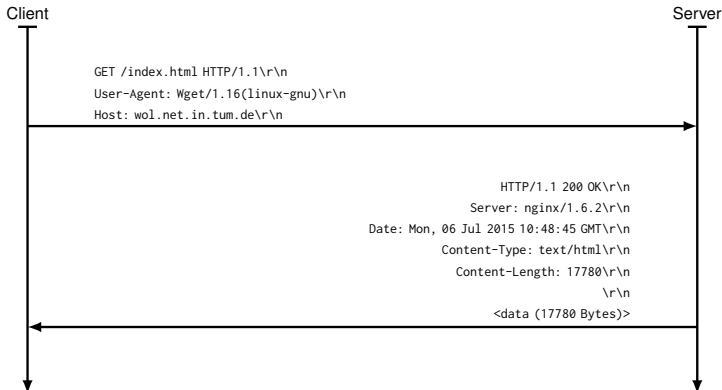 Client
Server
GET /index.html HTTP/1.1\r\n
User-Agent: Wget/1.16(linux-gnu)\r\n
Host: wol.net.in.tum.de\r\n
HTTP/1.1 200 OK\r\n
Server: nginx/1.6.2\r\n
Date: Mon, 06 Jul 2015 10:48:45 GMT\r\n
Content-Type: text/html\r\n
Content-Length: 17780\r\n
\r\n
<data (17780 Bytes)>